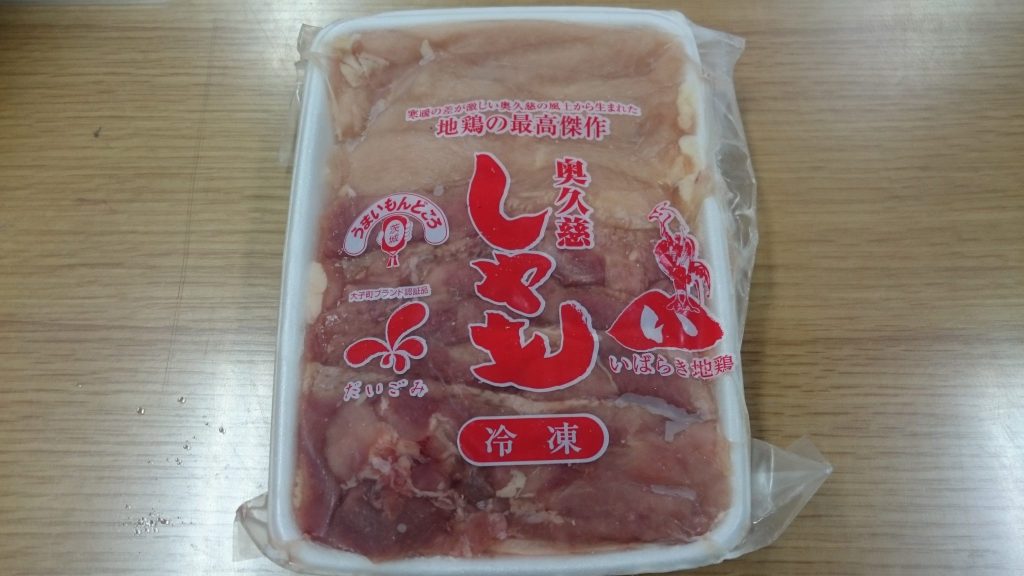 寒暖の差が激しい奥久慈の風土から生まれた
地鶏の最高傑作
奥久慈
しゃも
うまいもんどころ
茨城
大子町ブランド認証品
だいごみ
い
いばらき地鶏
冷凍